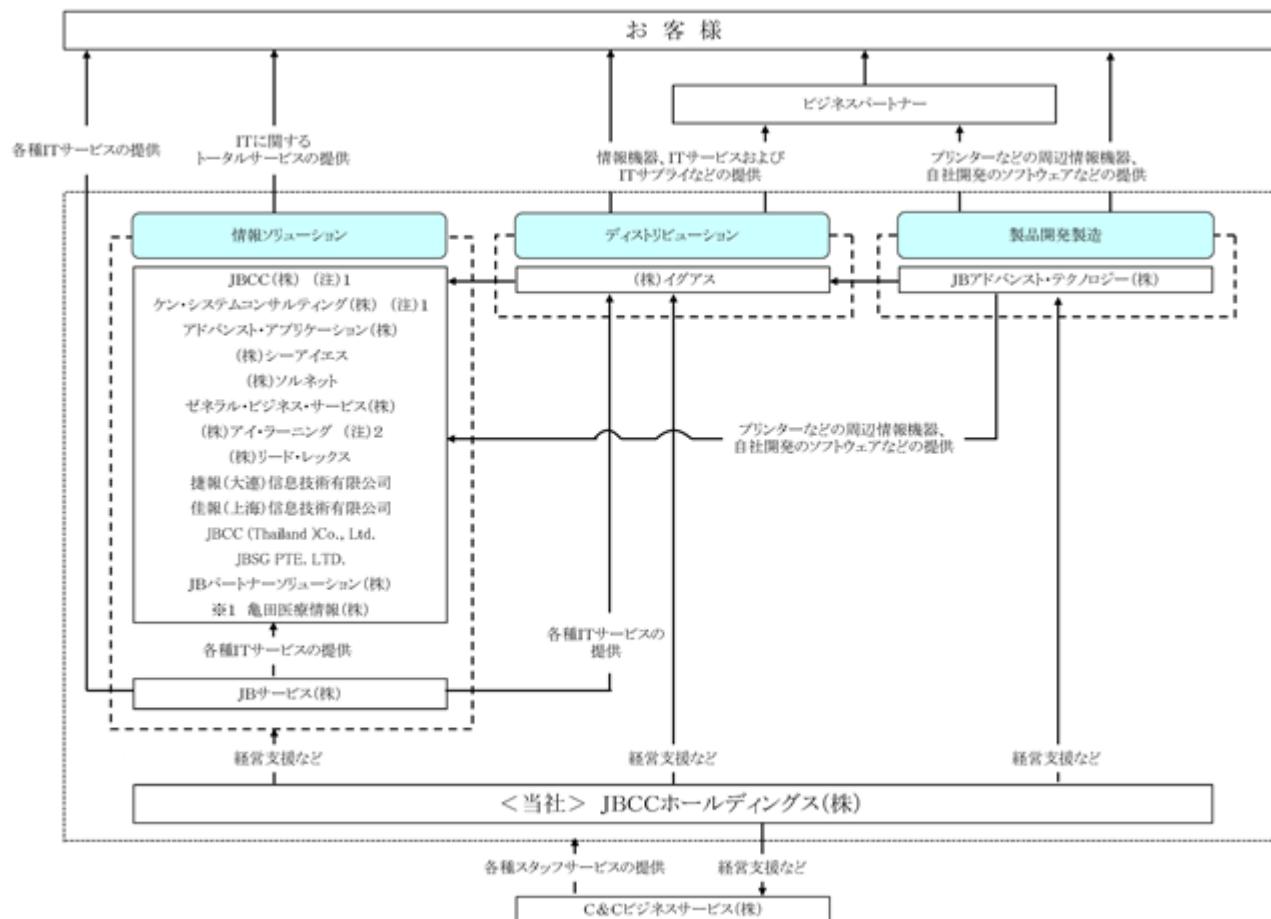 お 客 様
ビジネスパートナー
各種ITサービスの提供
ITに関する
トータルサービスの提供
情報機器、ITサービスおよび
ITサプライなどの提供
プリンターなどの周辺情報機器、
自社開発のソフトウェアなどの提供
情報ソリューション
ディストリビューション
製品開発製造
JBCC(株) (注)1
ケン・システムコンサルティング(株) (注)1
アドバンスト・アプリケーション(株)
(株)シーアイエス
(株)ソルネット
ゼネラル・ビジネス・サービス(株)
(株)アイ・ラーニング (注)2
(株)リード・レックス
捷報(大連)信息技術有限公司
佳報(上海)信息技術有限公司
JBCC (Thailand )Co., Ltd.
JBSG PTE. LTD.
JBパートナーソリューション(株)
※1 亀田医療情報(株)
(株)イグアス
JBアドバンスト・テクノロジー(株)
プリンターなどの周辺情報機器、
自社開発のソフトウェアなどの提供
各種ITサービスの提供
各種ITサービスの
提供
JBサービス(株)
経営支援など
経営支援など
経営支援など
＜当社＞ JBCCホールディングス(株)
各種スタッフサービスの提供
経営支援など
C&Cビジネスサービス(株)